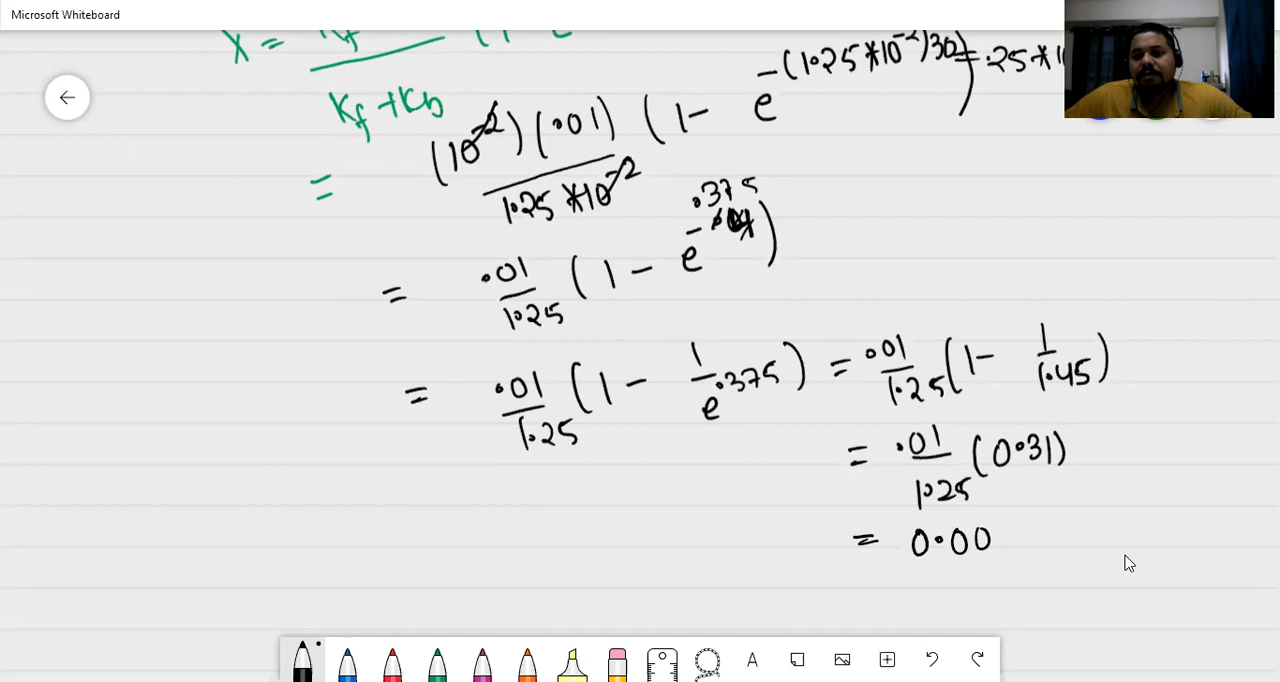 Microsoft Whiteboard
x =
Kf + Kb
= (10^-2)(.01) / 1.25 * 10^-2 (1 - e^-(1.25*10^-2)30)
= .25*1
= .01 / 1.25 (1 - e^-.375)
= .01 / 1.25 (1 - 1 / e^.375) = .01 / 1.25 (1 - 1 / 1.45)
= .01 / 1.25 (0.31)
= 0.00
A